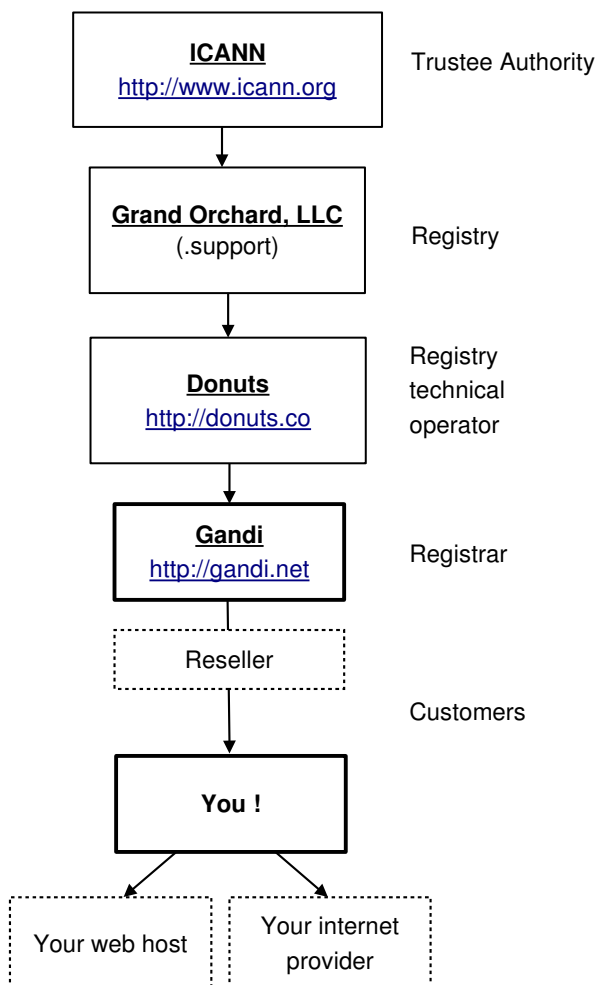 ICANN
http://www.icann.org
Trustee Authority
Grand Orchard, LLC
(.support)
Registry
Donuts
http://donuts.co
Registry
technical
operator
Gandi
http://gandi.net
Registrar
Reseller
Customers
You !
Your web host
Your internet
provider